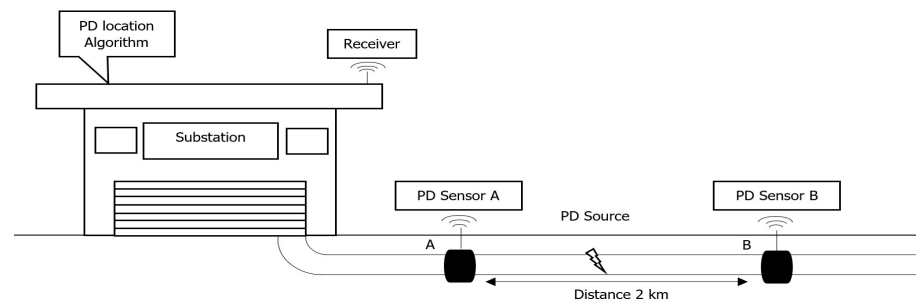 PD location
Algorithm
Receiver
Substation
PD Sensor A
PD Sensor B
PD Source
A
B
Distance 2 km